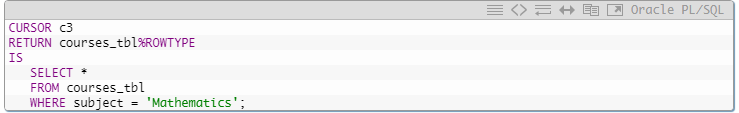 Oracle PL/SQL
CURSOR c3
RETURN courses_tbl%ROWTYPE
IS
   SELECT *
   FROM courses_tbl
   WHERE subject = 'Mathematics';